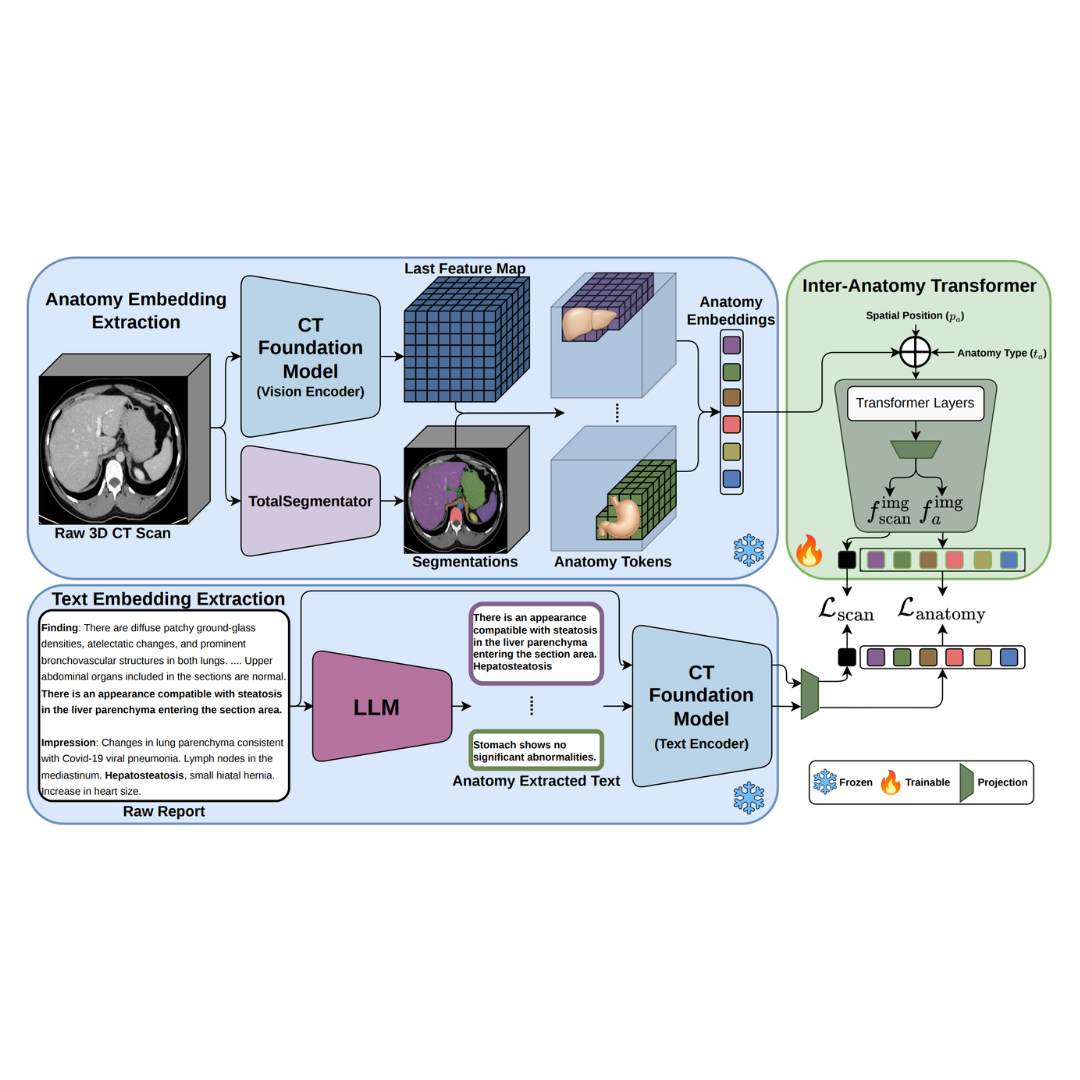 Anatomy Embedding
Extraction
Raw 3D CT Scan
CT
Foundation
Model
(Vision Encoder)
TotalSegmentator
Last Feature Map
Segmentations
Anatomy Tokens
Anatomy
Embeddings
Inter-Anatomy Transformer
Spatial Position (pₐ)
Anatomy Type (tₐ)
Transformer Layers
f^img_scan f^img_a
ℒ_scan ℒ_anatomy
Text Embedding Extraction
Finding: There are diffuse patchy ground-glass
densities, atelectatic changes, and prominent
bronchovascular structures in both lungs. .... Upper
abdominal organs included in the sections are normal.
There is an appearance compatible with steatosis
in the liver parenchyma entering the section area.
Impression: Changes in lung parenchyma consistent
with Covid-19 viral pneumonia. Lymph nodes in the
mediastinum. Hepatosteatosis, small hiatal hernia.
Increase in heart size.
Raw Report
LLM
There is an appearance
compatible with steatosis
in the liver parenchyma
entering the section area.
Hepatosteatosis
Stomach shows no
significant abnormalities.
Anatomy Extracted Text
CT
Foundation
Model
(Text Encoder)
Frozen Trainable Projection